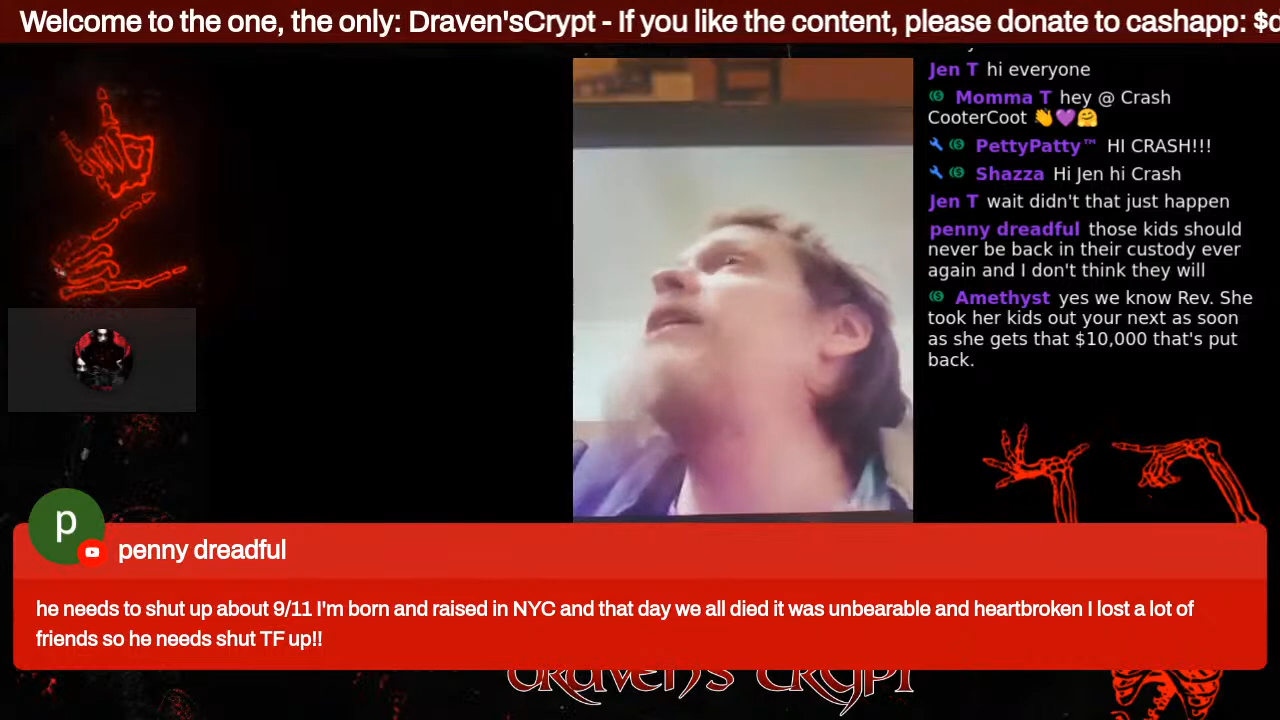 Welcome to the one, the only: Draven'sCrypt - If you like the content, please donate to cashapp: $c
Jen T hi everyone
Momma T hey @ Crash
CooterCoot 👋💜🤗
PettyPatty™ HI CRASH!!!
Shazza Hi Jen hi Crash
Jen T wait didn't that just happen
penny dreadful those kids should
never be back in their custody ever
again and I don't think they will
Amethyst yes we know Rev. She
took her kids out your next as soon
as she gets that $10,000 that's put
back.
p
penny dreadful
he needs to shut up about 9/11 I'm born and raised in NYC and that day we all died it was unbearable and heartbroken I lost a lot of
friends so he needs shut TF up!!
Draven's Crypt